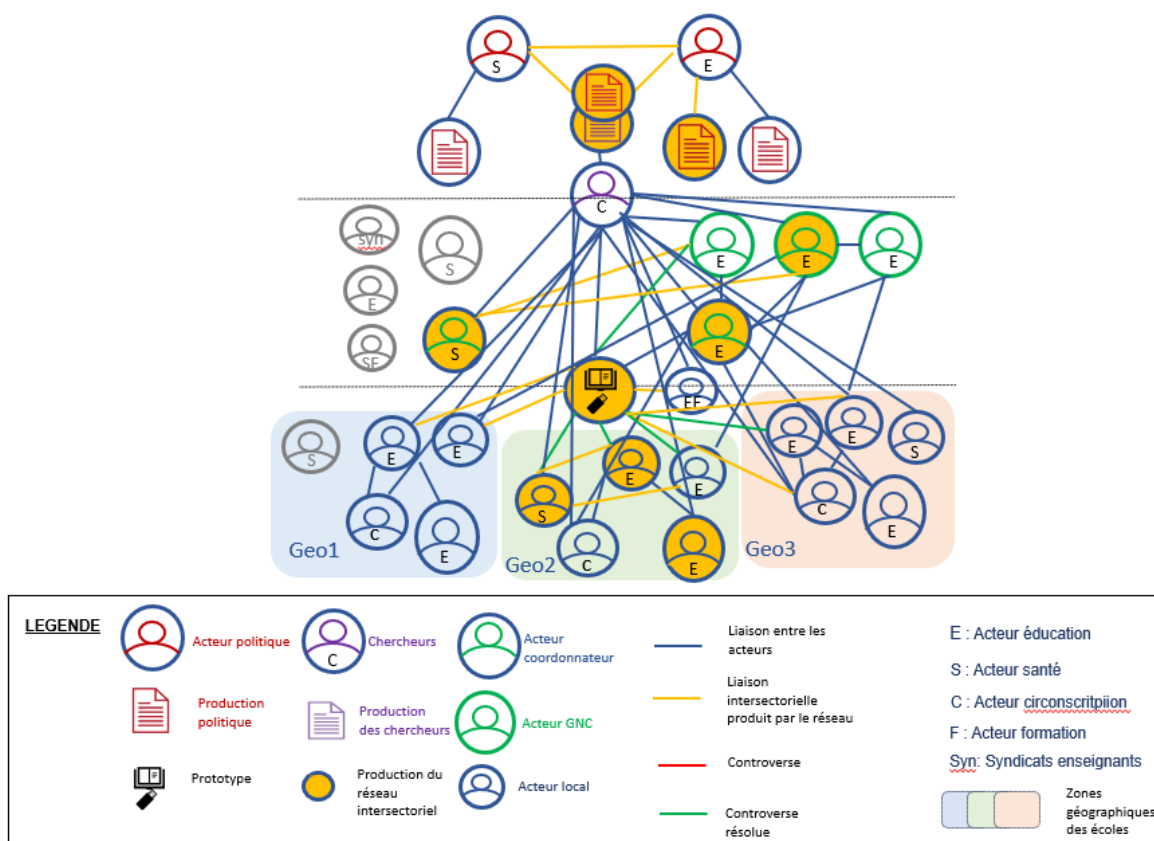 S
E
C
syn
S
E
E
E
E
S
SF
E
EF
S
E
E
E
E
E
S
E
S
E
C
C
E
Geo1
Geo2
C
E
Geo3
E
LEGENDE
Acteur politique
C
Chercheurs
Acteur
coordonnateur
Production
politique
Production
des chercheurs
Acteur GNC
Prototype
Production du
réseau
intersectoriel
Acteur local
Liaison entre les
acteurs
Liaison
intersectorielle
produit par le réseau
Controverse
Controverse
résolue
E : Acteur éducation
S : Acteur santé
C : Acteur circonscritpiion
F : Acteur formation
Syn: Syndicats enseignants
Zones
géographiques
des écoles